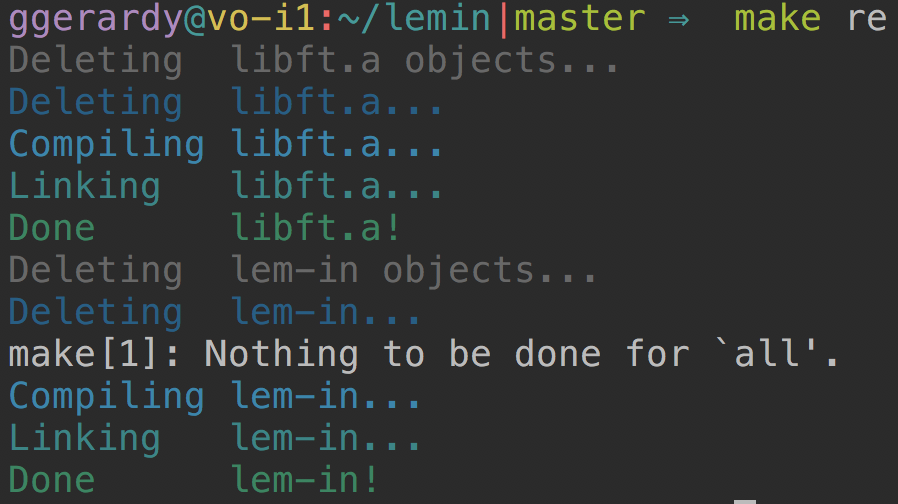 ggerardy@vo-i1:~/lemin|master ⇒  make re
Deleting  libft.a objects...
Deleting  libft.a...
Compiling libft.a...
Linking   libft.a...
Done      libft.a!
Deleting  lem-in objects...
Deleting  lem-in...
make[1]: Nothing to be done for `all'.
Compiling lem-in...
Linking   lem-in...
Done      lem-in!